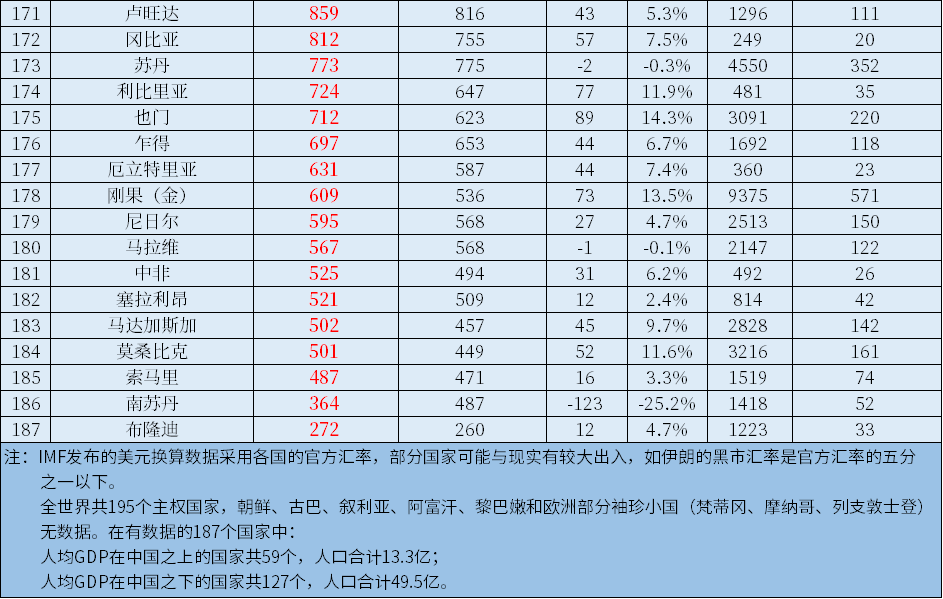 171 卢旺达 859 816 43 5.3% 1296 111
172 冈比亚 812 755 57 7.5% 249 20
173 苏丹 773 775 -2 -0.3% 4550 352
174 利比里亚 724 647 77 11.9% 481 35
175 也门 712 623 89 14.3% 3091 220
176 乍得 697 653 44 6.7% 1692 118
177 厄立特里亚 631 587 44 7.4% 360 23
178 刚果（金） 609 536 73 13.5% 9375 571
179 尼日尔 595 568 27 4.7% 2513 150
180 马拉维 567 568 -1 -0.1% 2147 122
181 中非 525 494 31 6.2% 492 26
182 塞拉利昂 521 509 12 2.4% 814 42
183 马达加斯加 502 457 45 9.7% 2828 142
184 莫桑比克 501 449 52 11.6% 3216 161
185 索马里 487 471 16 3.3% 1519 74
186 南苏丹 364 487 -123 -25.2% 1418 52
187 布隆迪 272 260 12 4.7% 1223 33
注：IMF发布的美元换算数据采用各国的官方汇率，部分国家可能与现实有较大出入，如伊朗的黑市汇率是官方汇率的五分
之一以下。
全世界共195个主权国家，朝鲜、古巴、叙利亚、阿富汗、黎巴嫩和欧洲部分袖珍小国（梵蒂冈、摩纳哥、列支敦士登）
无数据。在有数据的187个国家中：
人均GDP在中国之上的国家共59个，人口合计13.3亿；
人均GDP在中国之下的国家共127个，人口合计49.5亿。